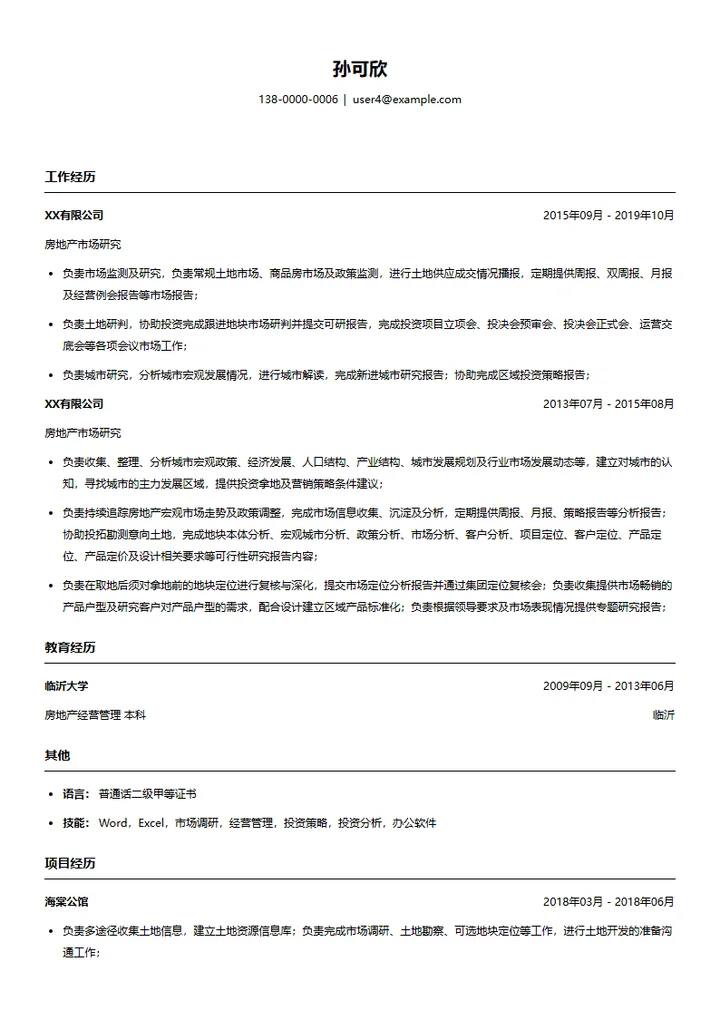 孙可欣
138-0000-0006 | user4@example.com
工作经历
XX有限公司 2015年09月 - 2019年10月
房地产市场研究
• 负责市场监测及研究，负责常规土地市场、商品房市场及政策监测，进行土地供应成交情况播报，定期提供周报、双周报、月报
及经营例会报告等市场报告；
• 负责土地研判，协助投资完成跟进地块市场研判并提交可研报告，完成投资项目立项会、投决会预审会、投决会正式会、运营交
底会等各项会议市场工作；
• 负责城市研究，分析城市宏观发展情况，进行城市解读，完成新进城市研究报告；协助完成区域投资策略报告；
XX有限公司 2013年07月 - 2015年08月
房地产市场研究
• 负责收集、整理、分析城市宏观政策、经济发展、人口结构、产业结构、城市发展规划及行业市场发展动态等，建立对城市的认
知，寻找城市的主力发展区域，提供投资拿地及营销策略条件建议；
• 负责持续追踪房地产宏观市场走势及政策调整，完成市场信息收集、沉淀及分析，定期提供周报、月报、策略报告等分析报告；
协助投拓勘测意向土地，完成地块本体分析、宏观城市分析、政策分析、市场分析、客户分析、项目定位、客户定位、产品定
位、产品定价及设计相关要求等可行性研究报告内容；
• 负责在取地后须对拿地前的地块定位进行复核与深化，提交市场定位分析报告并通过集团定位复核会；负责收集提供市场畅销的
产品户型及研究客户对产品户型的需求，配合设计建立区域产品标准化；负责根据领导要求及市场表现情况提供专题研究报告；
教育经历
临沂大学 2009年09月 - 2013年06月
房地产经营管理 本科 临沂
其他
• 语言： 普通话二级甲等证书
• 技能： Word，Excel，市场调研，经营管理，投资策略，投资分析，办公软件
项目经历
海棠公馆 2018年03月 - 2018年06月
• 负责多途径收集土地信息，建立土地资源信息库；负责完成市场调研、土地勘察、可选地块定位等工作，进行土地开发的准备沟
通工作；